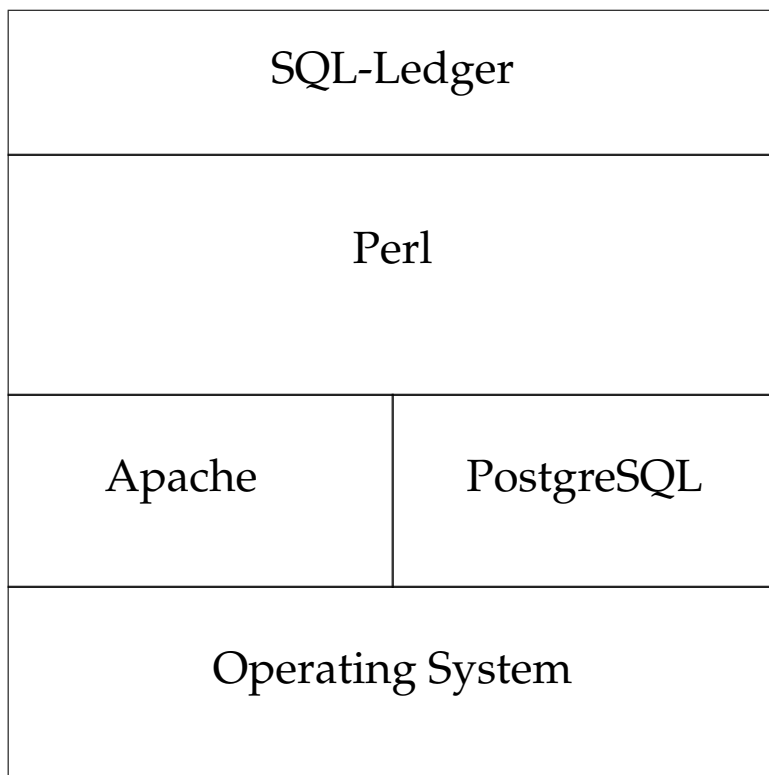 SQL-Ledger
Perl
Apache
PostgreSQL
Operating System